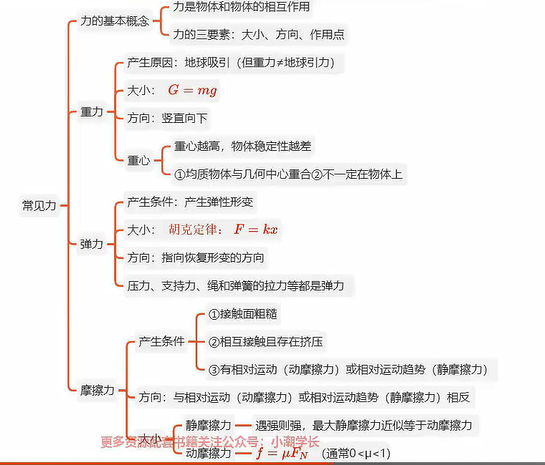 力是物体和物体的相互作用
力的基本概念
力的三要素：大小、方向、作用点
产生原因：地球吸引（但重力≠地球引力）
大小： G = mg
重力
方向：竖直向下
重心越高，物体稳定性越差
重心
①均质物体与几何中心重合②不一定在物体上
常见力
产生条件：产生弹性形变
大小： 胡克定律： F = kx
弹力
方向：指向恢复形变的方向
压力、支持力、绳和弹簧的拉力等都是弹力
①接触面粗糙
产生条件
②相互接触且存在挤压
③有相对运动（动摩擦力）或相对运动趋势（静摩擦力）
摩擦力
方向：与相对运动（动摩擦力）或相对运动趋势（静摩擦力）相反
静摩擦力 遇强则强，最大静摩擦力近似等于动摩擦力
大小
更多资源配套书籍关注公众号：小潮学长
动摩擦力 f = μF_N （通常0<μ<1）